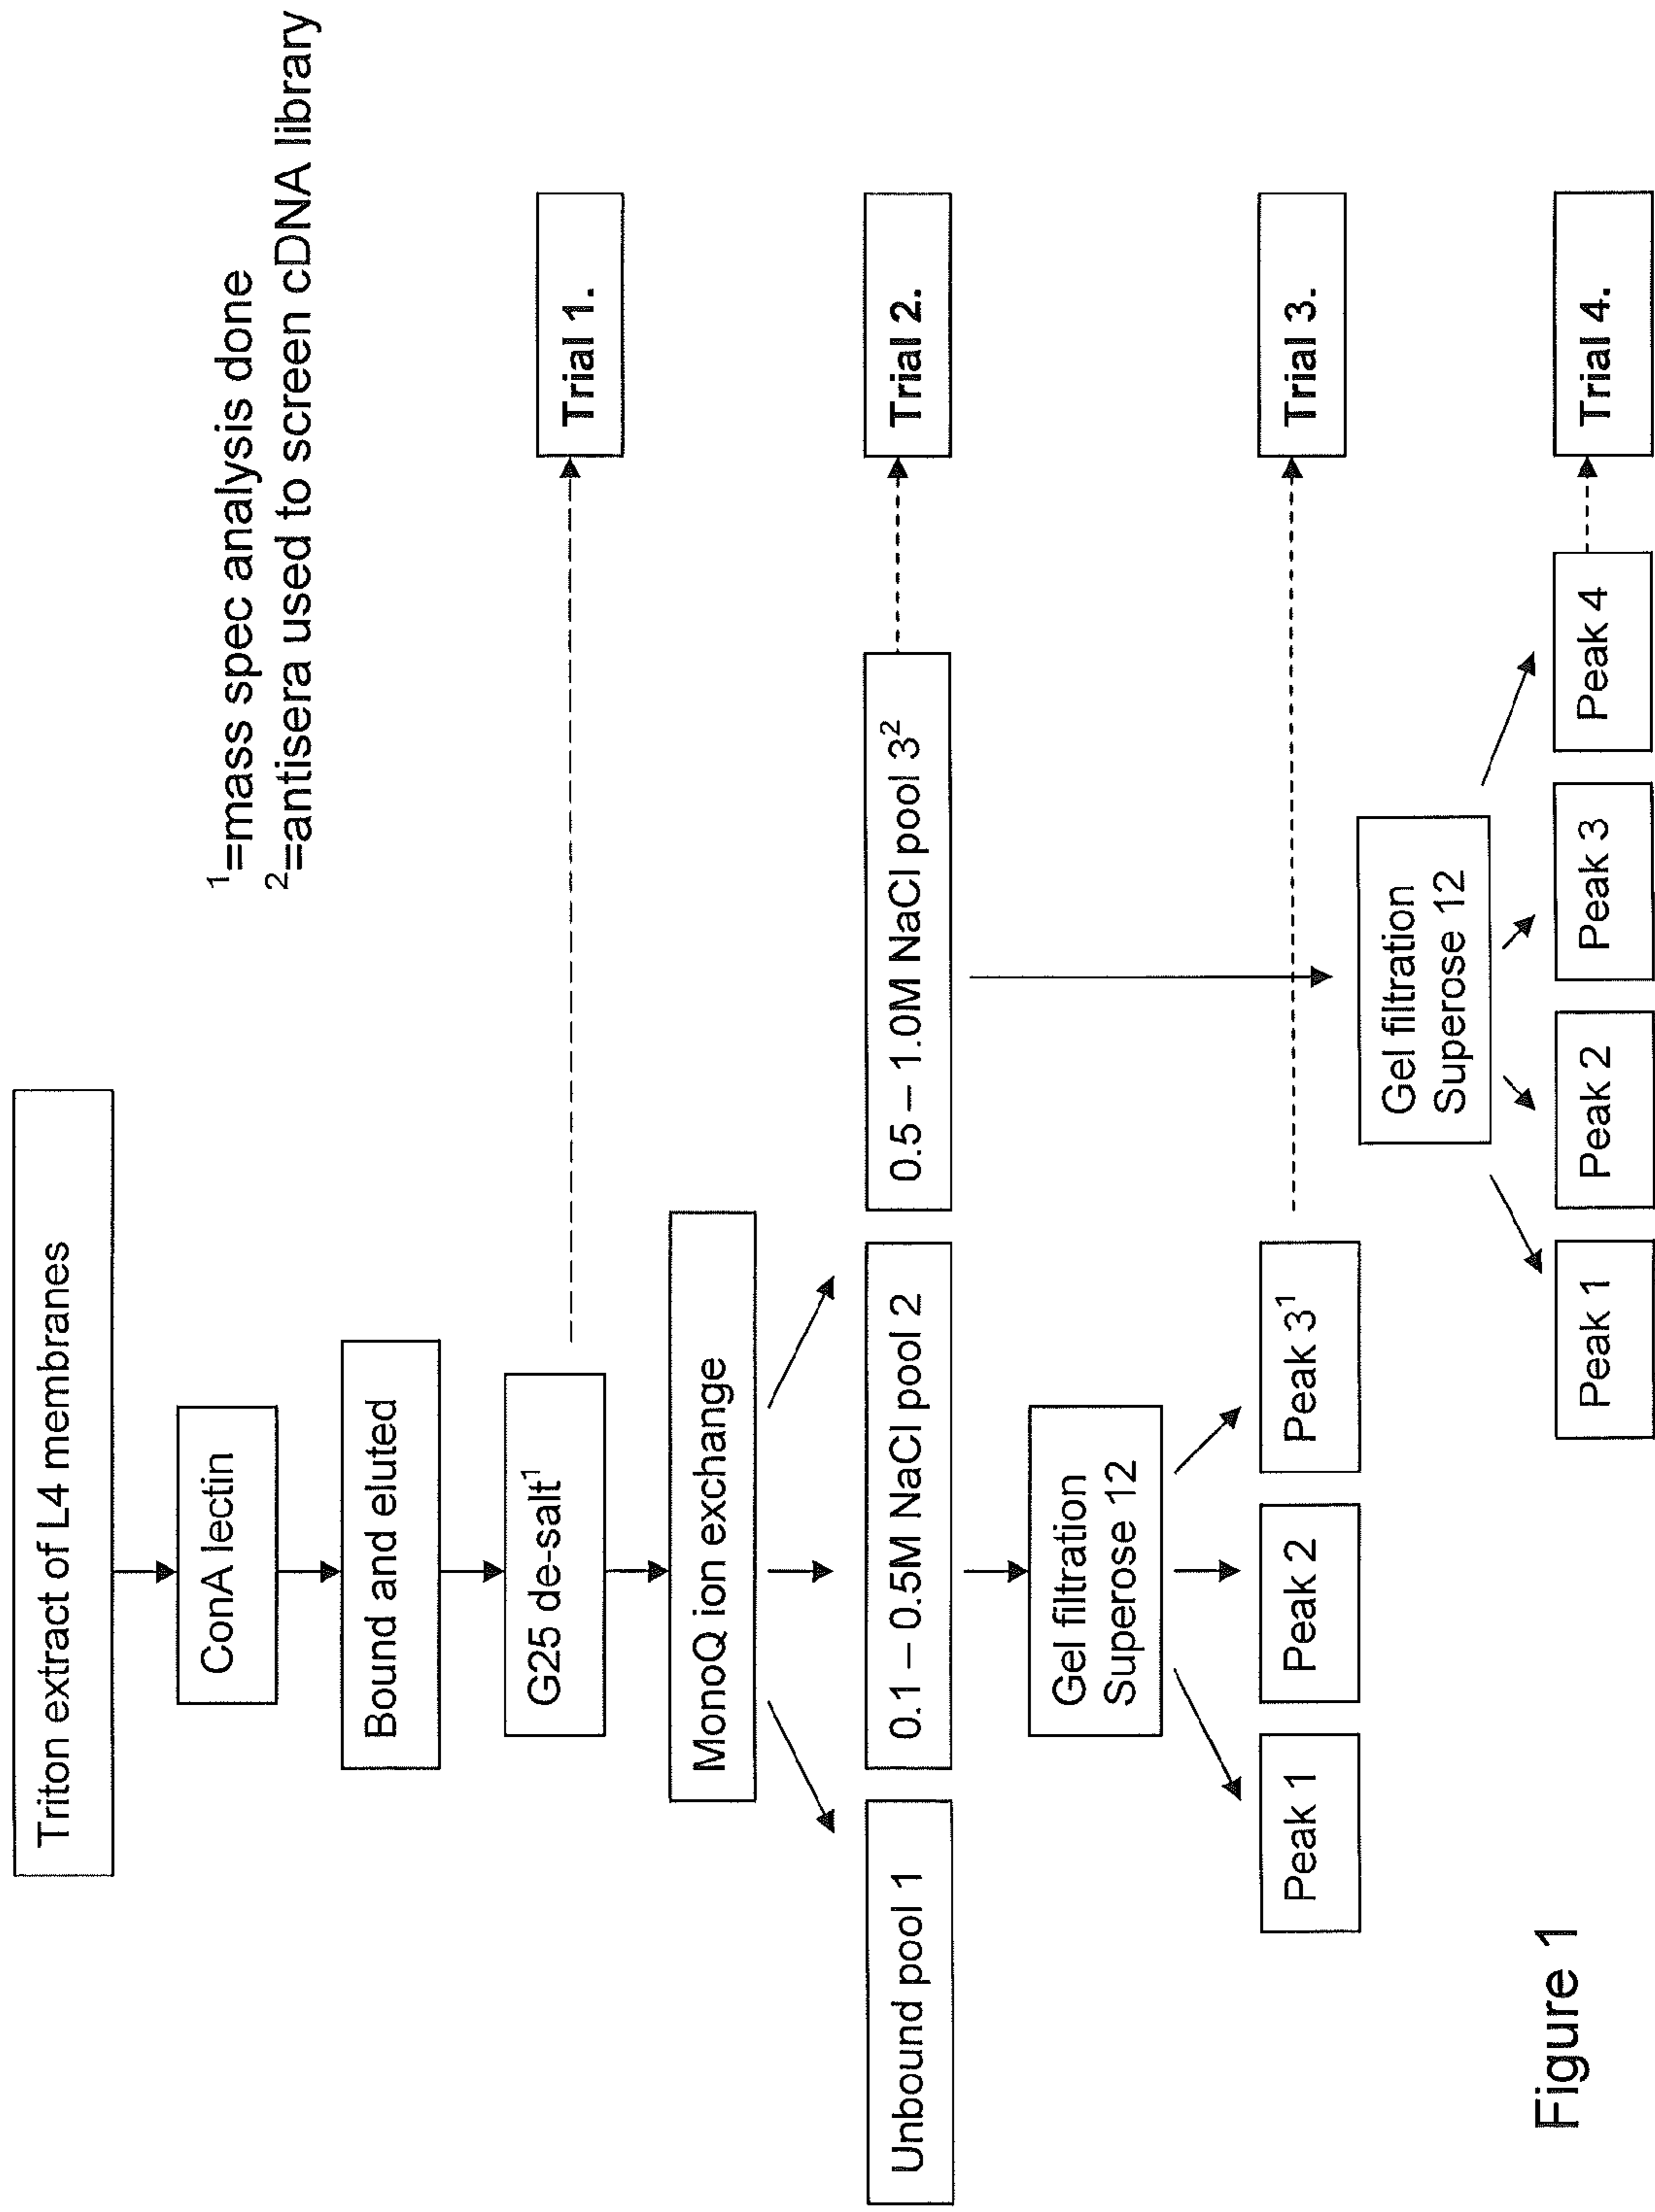 Triton extract of L4 membranes
¹=mass spec analysis done
²=antisera used to screen cDNA library
ConA lectin
Bound and eluted
G25 de-salt¹
Trial 1.
MonoQ ion exchange
Unbound pool 1
0.1 – 0.5M NaCl pool 2
0.5 – 1.0M NaCl pool 3²
Trial 2.
Gel filtration
Superose 12
Peak 1
Peak 2
Peak 3¹
Trial 3.
Gel filtration
Superose 12
Peak 1
Peak 2
Peak 3
Peak 4
Trial 4.
Figure 1